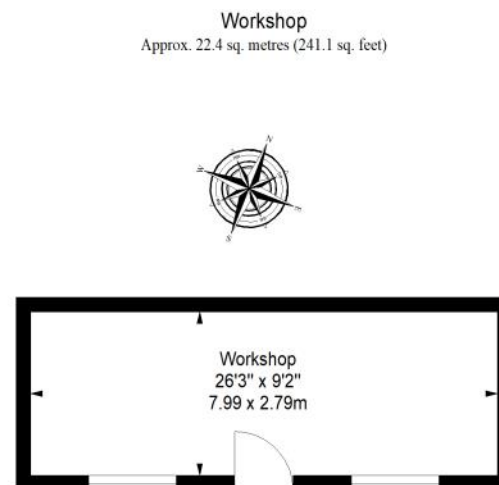 Workshop
Approx. 22.4 sq. metres (241.1 sq. feet)
N
W
E
S
Workshop
26'3" x 9'2"
7.99 x 2.79m